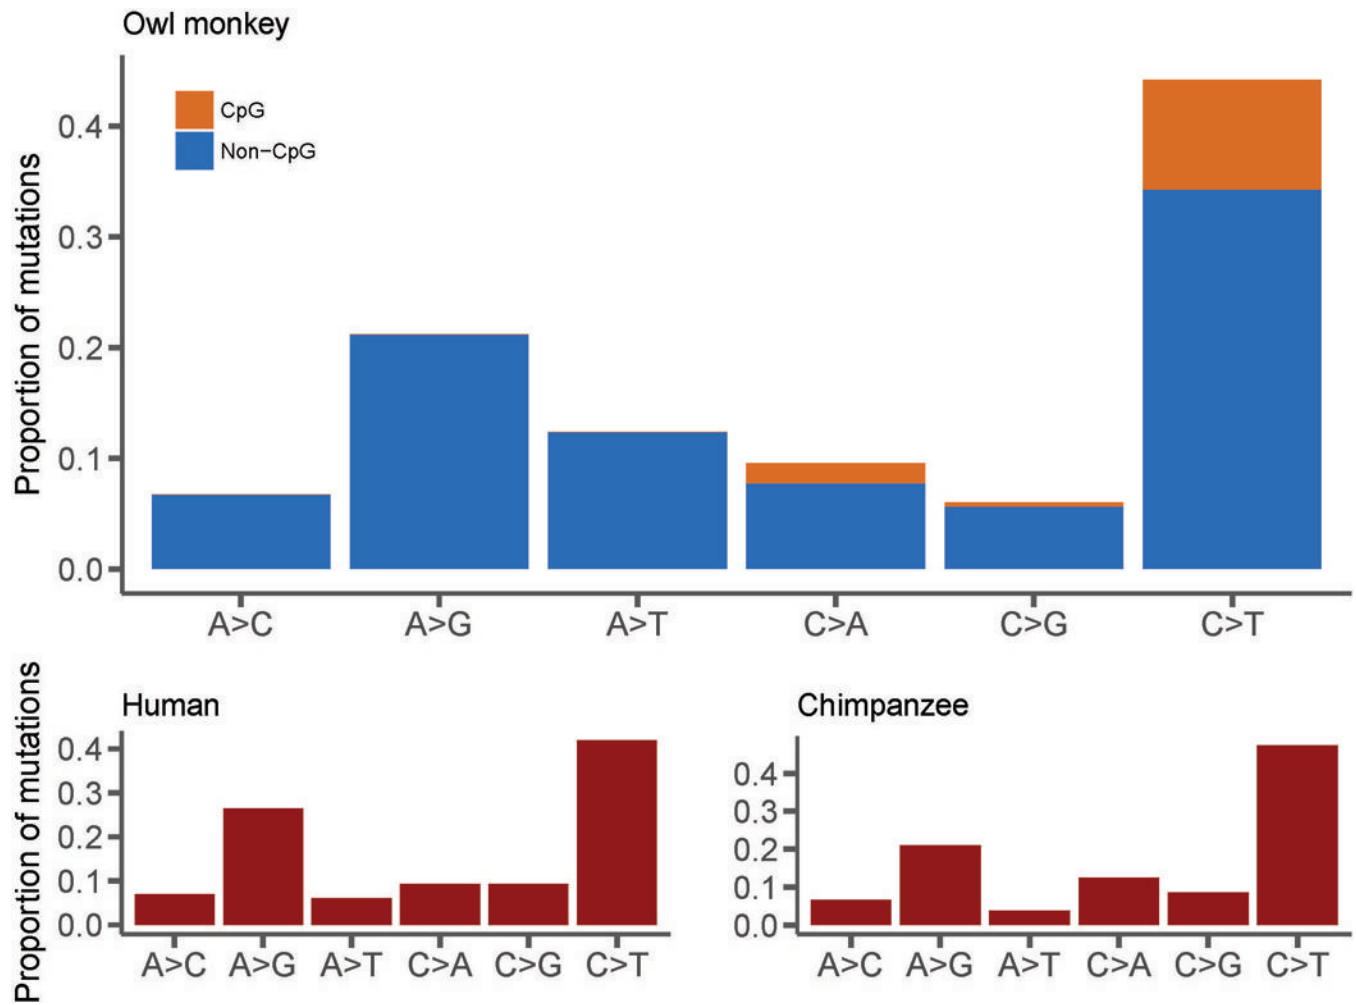 Owl monkey
CpG
Non-CpG
Proportion of mutations
0.4
0.3
0.2
0.1
0.0
A>C A>G A>T C>A C>G C>T
Human
Proportion of mutations
0.4
0.3
0.2
0.1
0.0
A>C A>G A>T C>A C>G C>T
Chimpanzee
0.4
0.3
0.2
0.1
0.0
A>C A>G A>T C>A C>G C>T